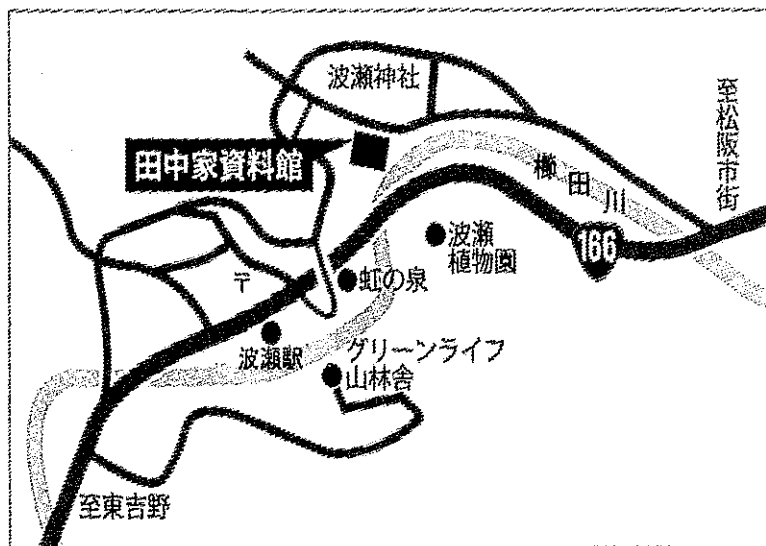 波瀬神社
至松阪市街
田中家資料館
櫛田川
166
波瀬
植物園
〒
虹の泉
波瀬駅
グリーンライフ
山林舎
至東吉野